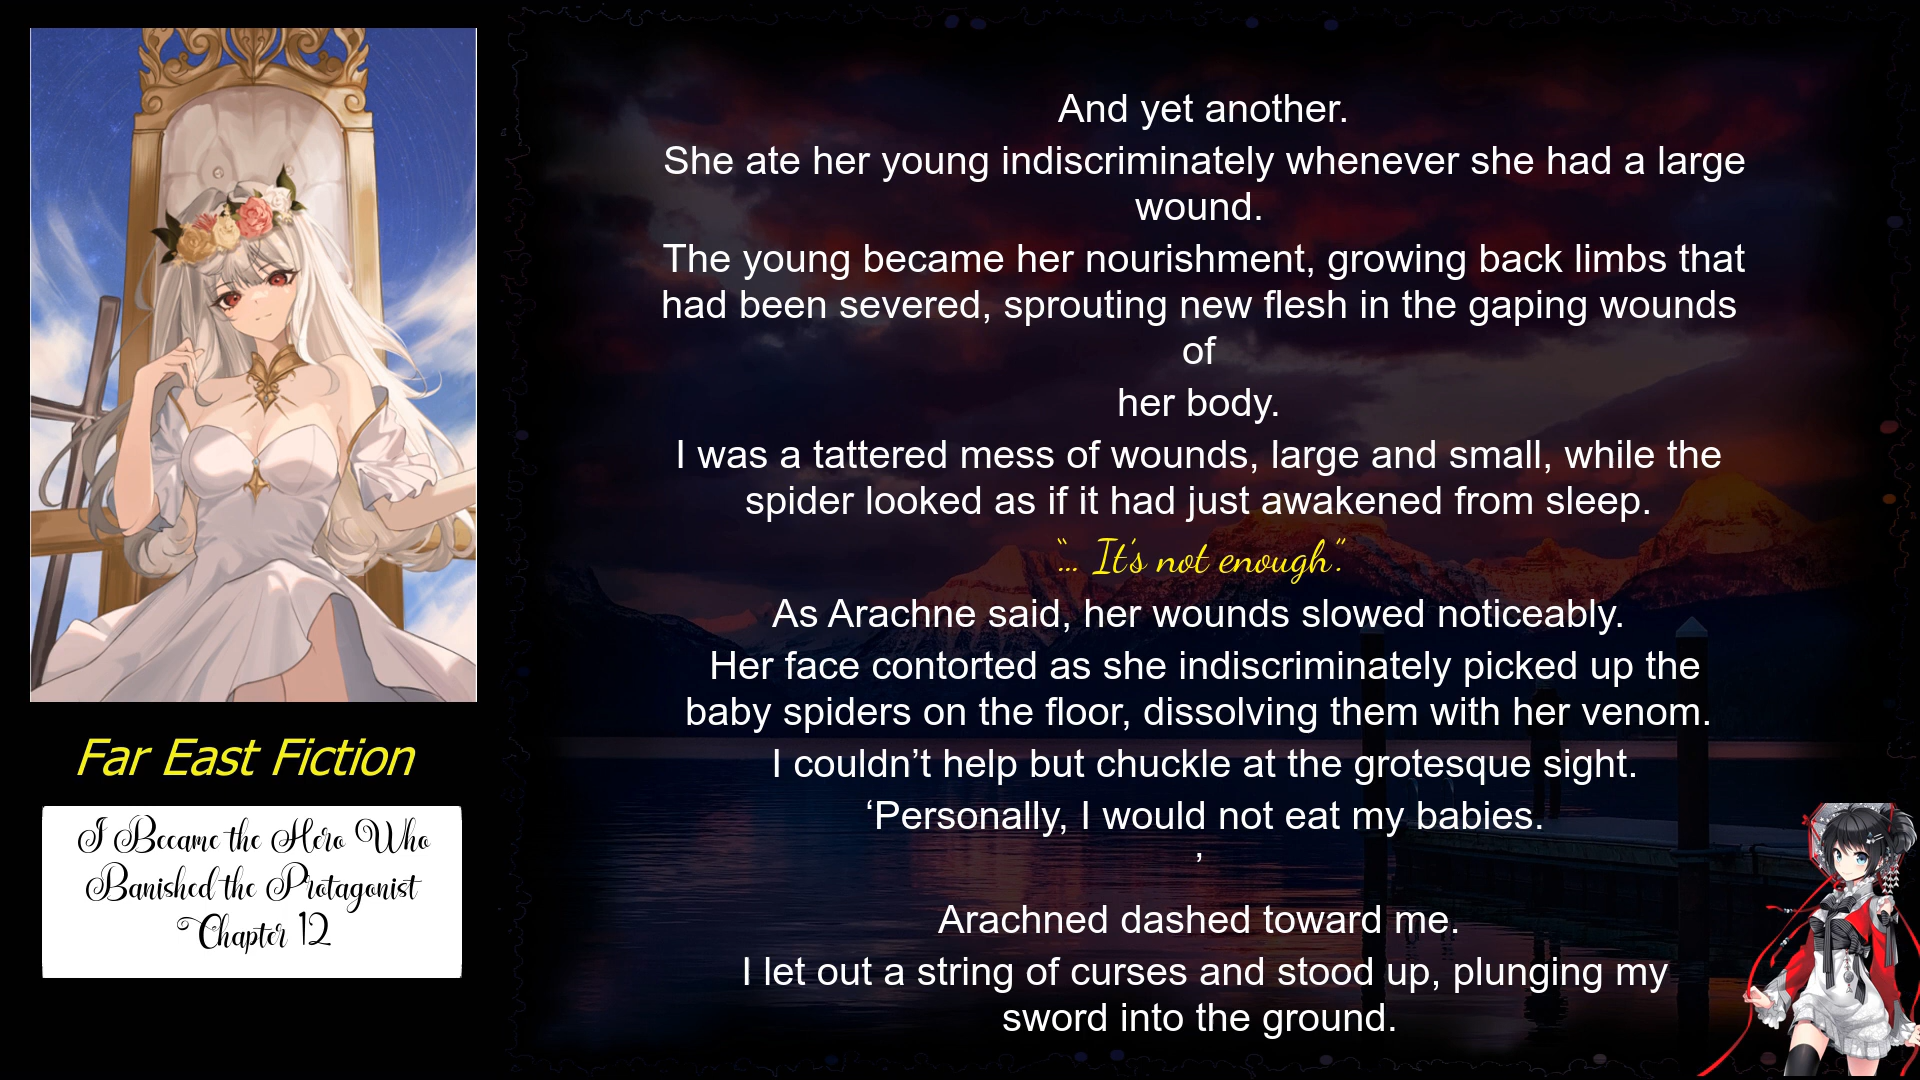 And yet another.
She ate her young indiscriminately whenever she had a large
wound.
The young became her nourishment, growing back limbs that
had been severed, sprouting new flesh in the gaping wounds
of
her body.
I was a tattered mess of wounds, large and small, while the
spider looked as if it had just awakened from sleep.
“… It’s not enough.”
As Arachne said, her wounds slowed noticeably.
Her face contorted as she indiscriminately picked up the
baby spiders on the floor, dissolving them with her venom.
I couldn’t help but chuckle at the grotesque sight.
‘Personally, I would not eat my babies.
’
Arachned dashed toward me.
I let out a string of curses and stood up, plunging my
sword into the ground.
Far East Fiction
I Became the Hero Who
Banished the Protagonist
Chapter 12